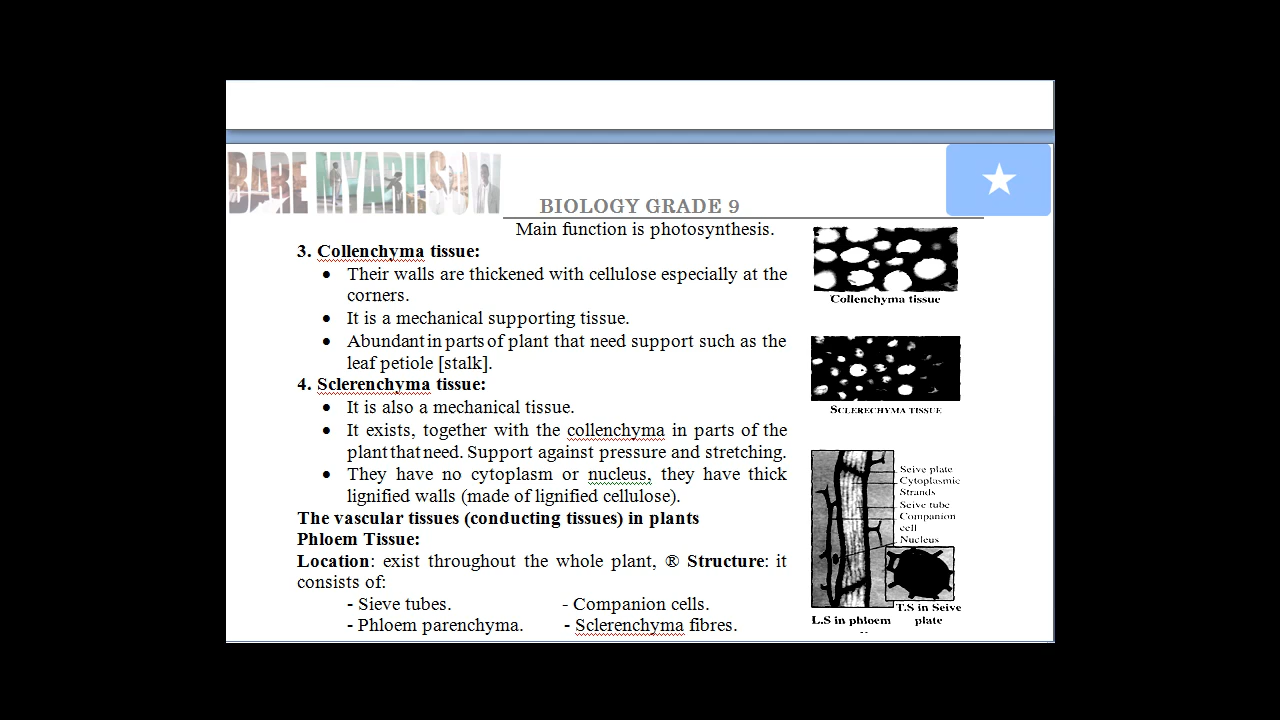 BARE MYARIISOW
BIOLOGY GRADE 9
Main function is photosynthesis.
3. Collenchyma tissue:
• Their walls are thickened with cellulose especially at the
corners.
• It is a mechanical supporting tissue.
• Abundant in parts of plant that need support such as the
leaf petiole [stalk].
4. Sclerenchyma tissue:
• It is also a mechanical tissue.
• It exists, together with the collenchyma in parts of the
plant that need. Support against pressure and stretching.
• They have no cytoplasm or nucleus, they have thick
lignified walls (made of lignified cellulose).
The vascular tissues (conducting tissues) in plants
Phloem Tissue:
Location: exist throughout the whole plant, ® Structure: it
consists of:
- Sieve tubes. - Companion cells.
- Phloem parenchyma. - Sclerenchyma fibres.
Collenchyma tissue
SCLERECHYMA TISSUE
Seive plate
Cytoplasmic
Strands
Seive tube
Companion
cell
Nucleus
T.S in Seive
plate
L.S in phloem